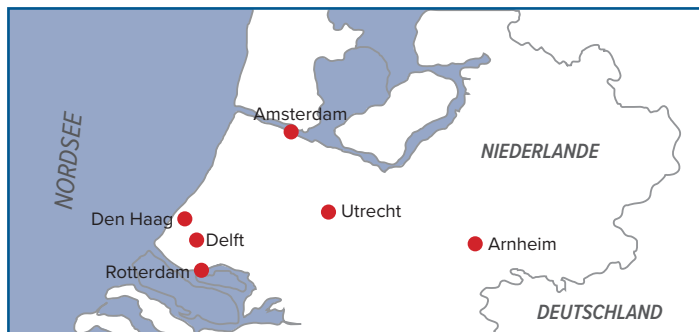 Amsterdam
NORDSEE
NIEDERLANDE
Den Haag
Utrecht
Delft
Arnheim
Rotterdam
DEUTSCHLAND